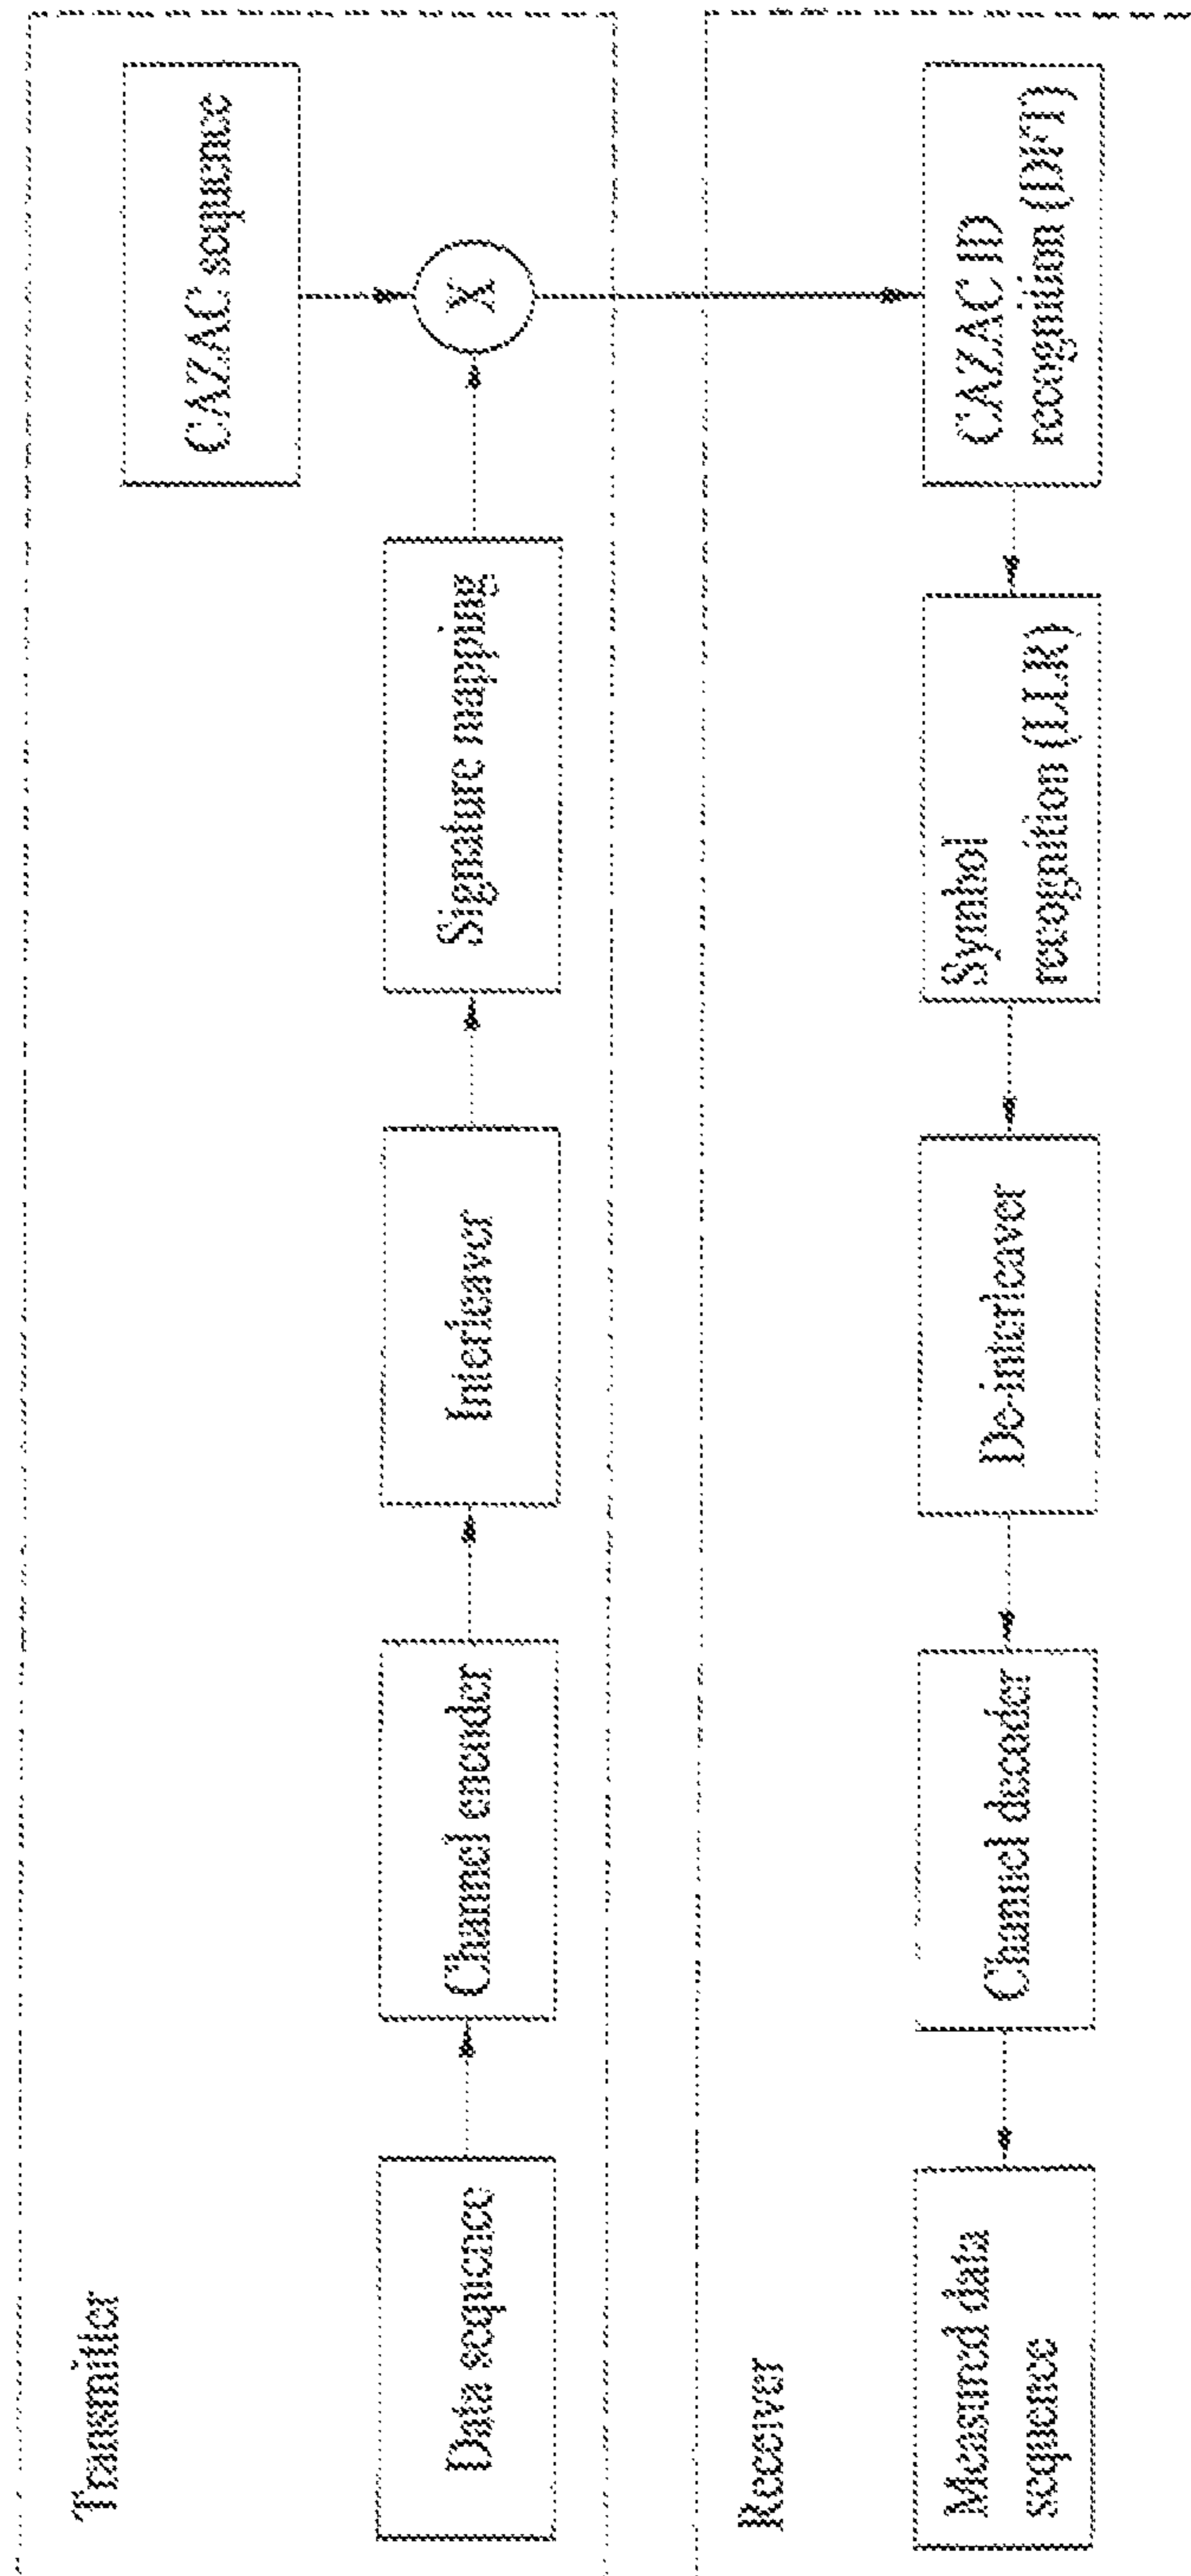 Transmitter
CAZAC sequence
Data sequence
Channel encoder
Interleaver
Signature mapping
X
Receiver
Measured data
sequence
Channel decoder
De-interleaver
Symbol
recognition (LLR)
CAZAC ID
recognition (DFT)